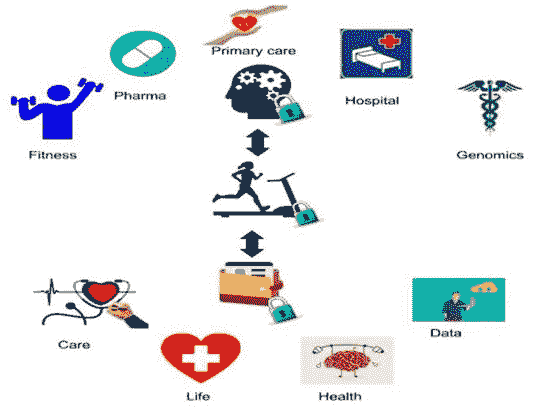 Primary care
Pharma
Hospital
Fitness
Genomics
Data
Care
Life
Health